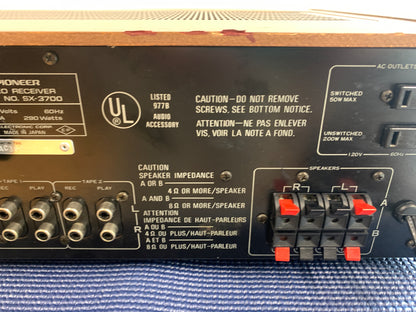 PIONEER
O RECEIVER
NO. SX-3700
Volts 60Hz
A 290 Watts
ELECTRONIC CORP.
MADE IN JAPAN
UL
LISTED
977B
AUDIO
ACCESSORY
CAUTION—DO NOT REMOVE
SCREWS, SEE BOTTOM NOTICE.
ATTENTION—NE PAS ENLEVER
VIS, VOIR LA NOTE A FOND.
AC OUTLETS
SWITCHED
50W MAX
UNSWITCHED
200W MAX
120V 60Hz
CAUTION
SPEAKER IMPEDANCE
A OR B
4 Ω OR MORE/SPEAKER
A AND B
8 Ω OR MORE/SPEAKER
ATTENTION
IMPEDANCE DE HAUT-PARLEURS
A OU B
4 Ω OU PLUS/HAUT-PARLEUR
A ET B
8 Ω OU PLUS/HAUT-PARLEUR
TAPE 1 TAPE 2
REC PLAY REC PLAY
L
R
SPEAKERS
R L
A
B